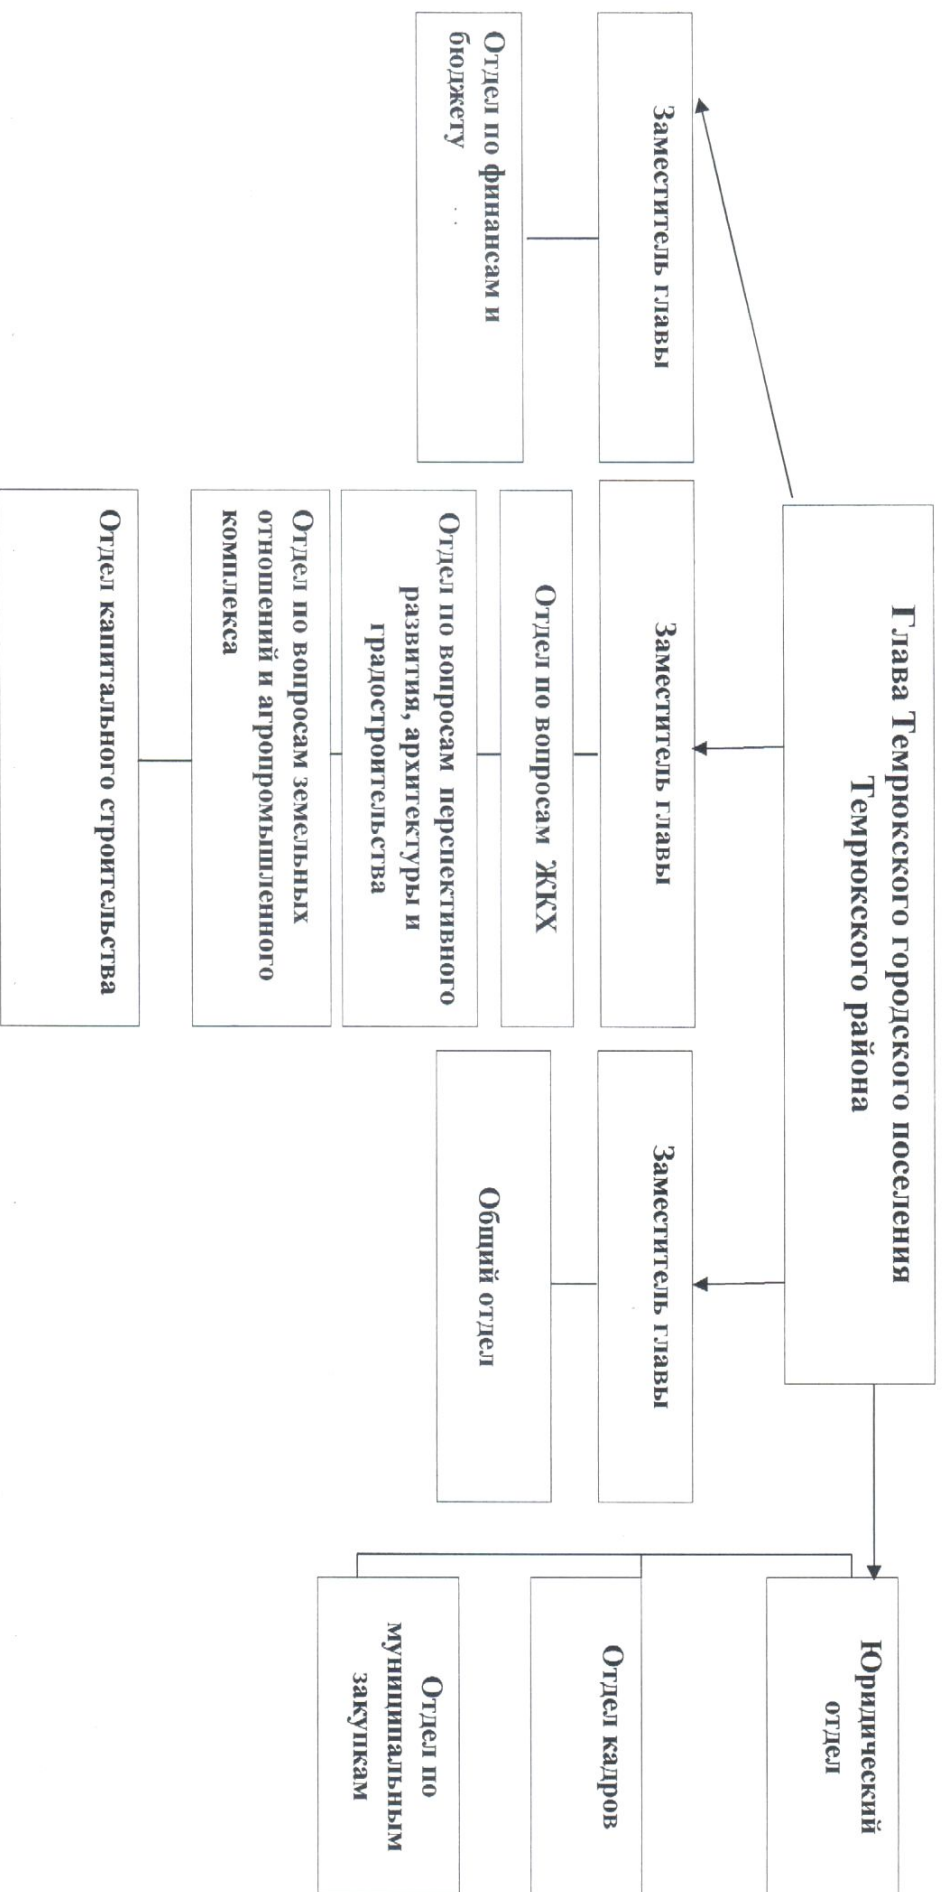 Глава Темрюкского городского поселения
Темрюкского района
Заместитель главы
Отдел по финансам и
бюджету
Заместитель главы
Отдел по вопросам ЖКХ
Отдел по вопросам перспективного
развития, архитектуры и
градостроительства
Отдел по вопросам земельных
отношений и агропромышленного
комплекса
Отдел капитального строительства
Заместитель главы
Общий отдел
Юридический
отдел
Отдел кадров
Отдел по
муниципальным
закупкам